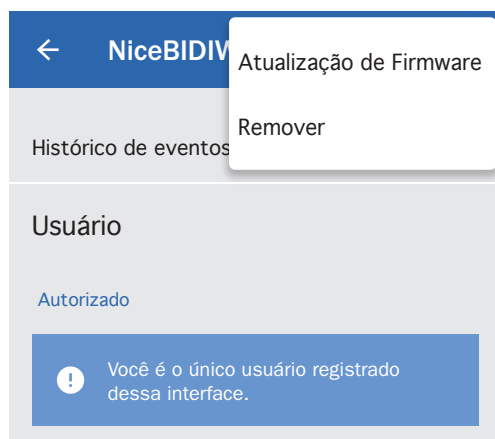 NiceBIDIW
Atualização de Firmware
Remover
Histórico de eventos
Usuário
Autorizado
Você é o único usuário registrado
dessa interface.